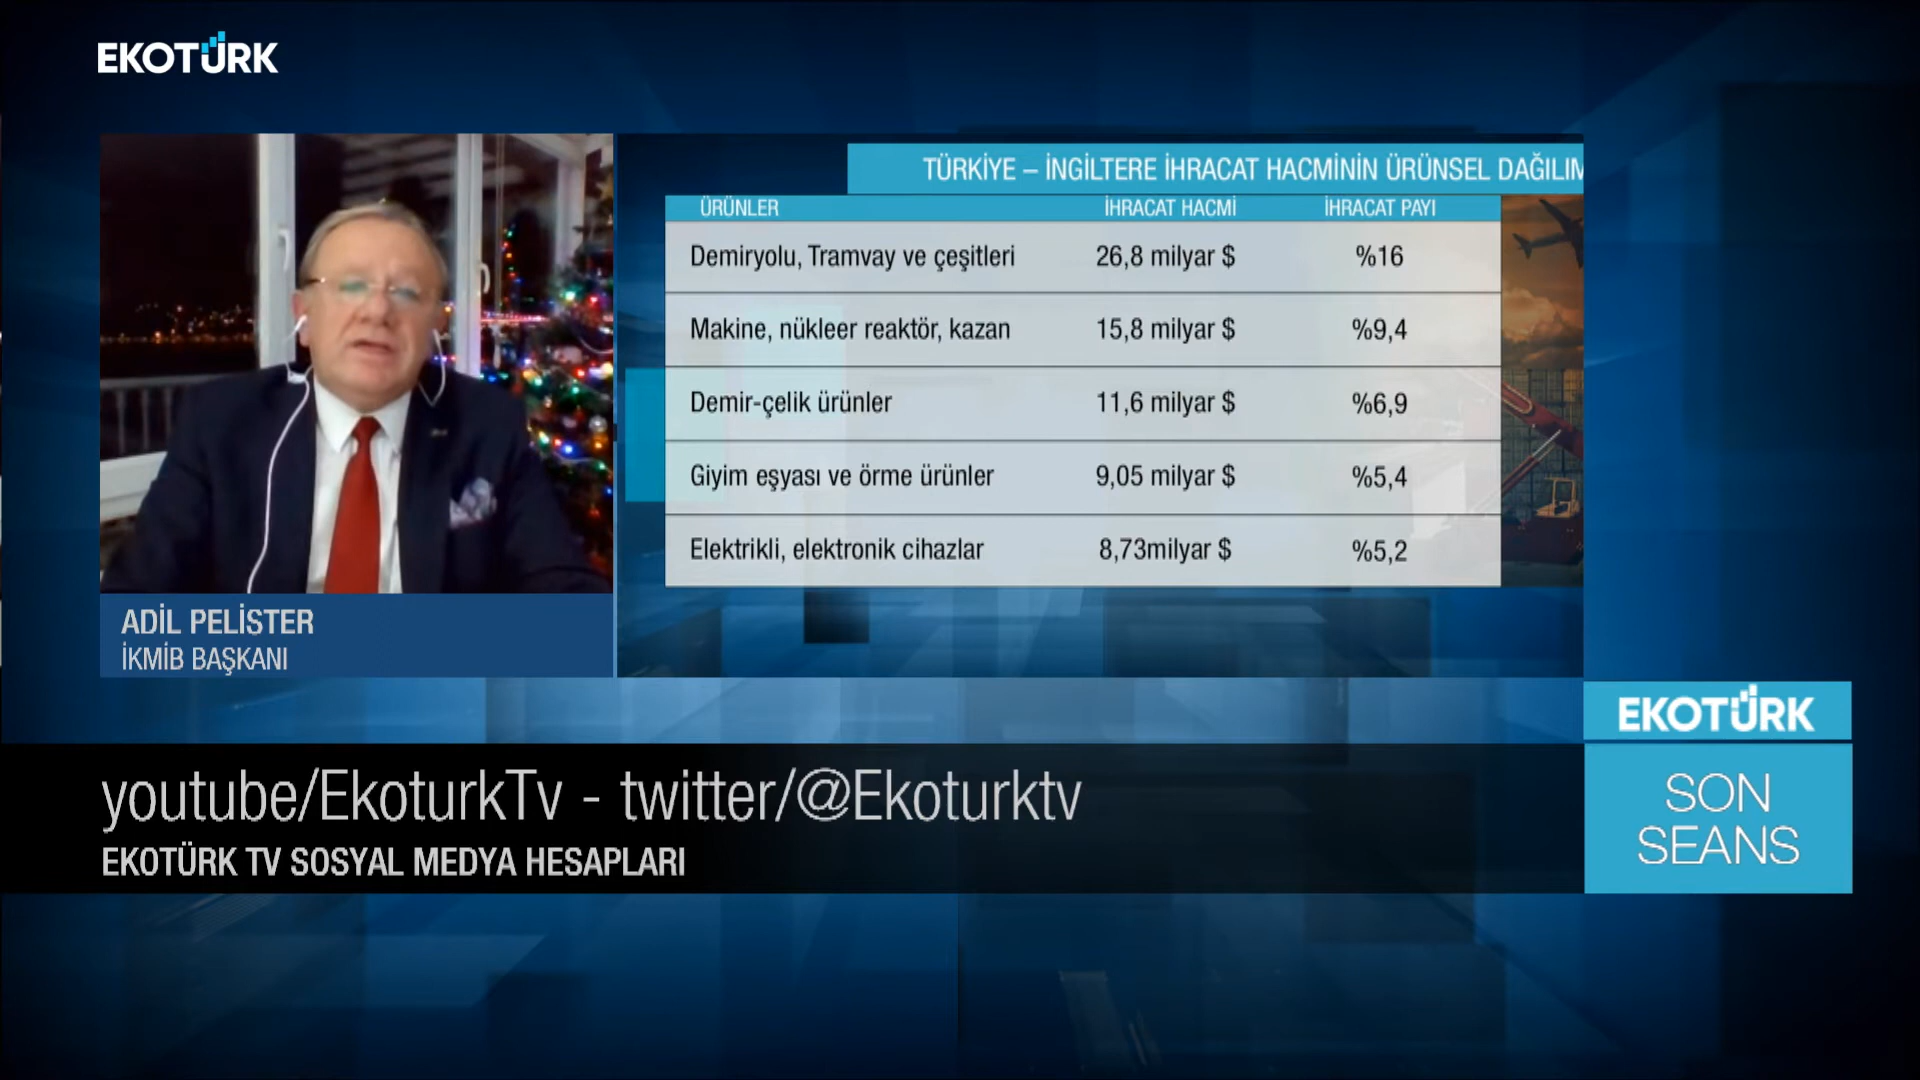 EKOTÜRK
TÜRKİYE – İNGİLTERE İHRACAT HACMİNİN ÜRÜNSEL DAĞILIM
ÜRÜNLER İHRACAT HACMİ İHRACAT PAYI
Demiryolu, Tramvay ve çeşitleri 26,8 milyar $ %16
Makine, nükleer reaktör, kazan 15,8 milyar $ %9,4
Demir-çelik ürünler 11,6 milyar $ %6,9
Giyim eşyası ve örme ürünler 9,05 milyar $ %5,4
Elektrikli, elektronik cihazlar 8,73milyar $ %5,2
ADİL PELİSTER
İKMİB BAŞKANI
EKOTÜRK
SON
SEANS
youtube/EkoturkTv - twitter/@Ekoturktv
EKOTÜRK TV SOSYAL MEDYA HESAPLARI